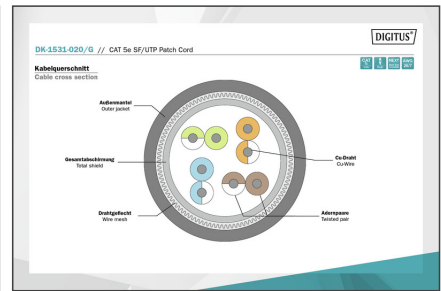 DIGITUS®
DK-1531-020/G // CAT 5e SF/UTP Patch Cord
Kabelquerschnitt
Cable cross section
Außenmantel
Outer jacket
Gesamtabschirmung
Total shield
Drahtgeflecht
Wire mesh
Cu-Draht
Cu-Wire
Adernpaare
Twisted pair